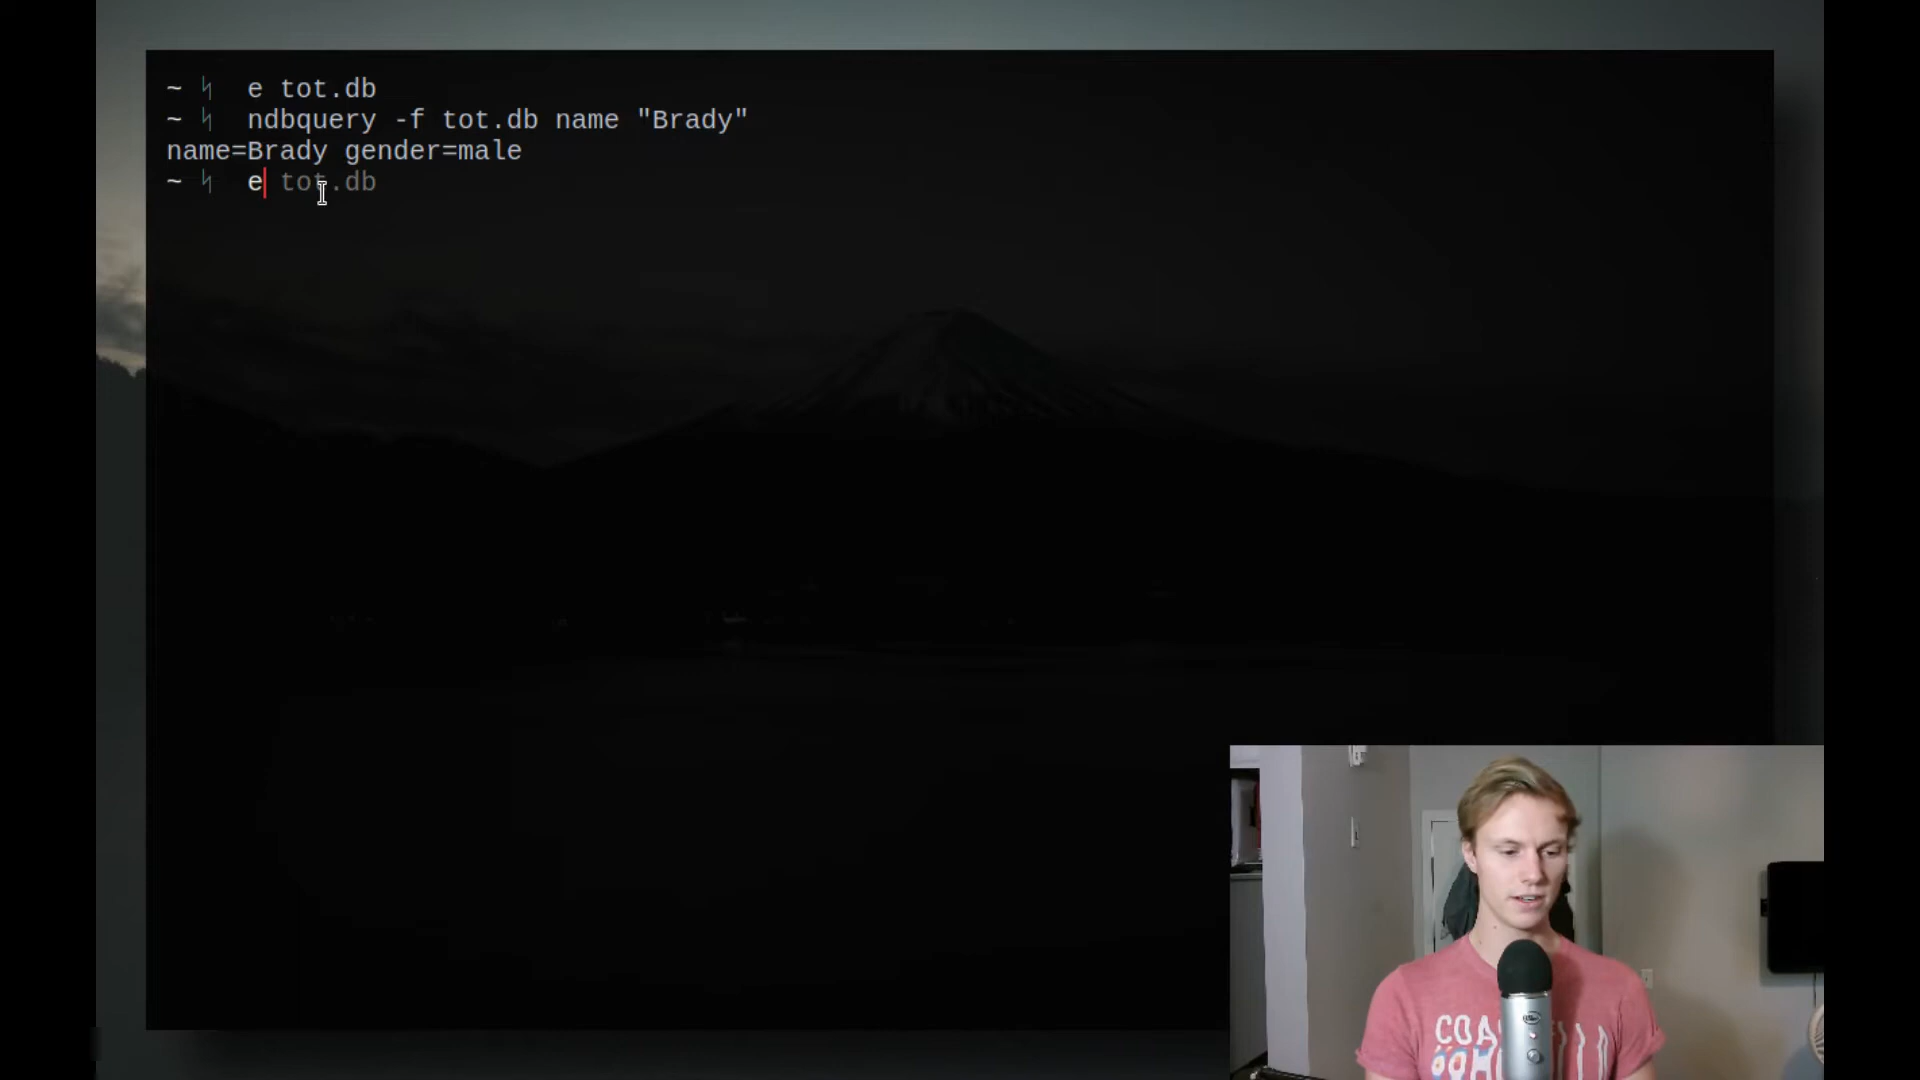 ~ ᛋ e tot.db
~ ᛋ ndbquery -f tot.db name "Brady"
name=Brady gender=male
~ ᛋ e tot.db